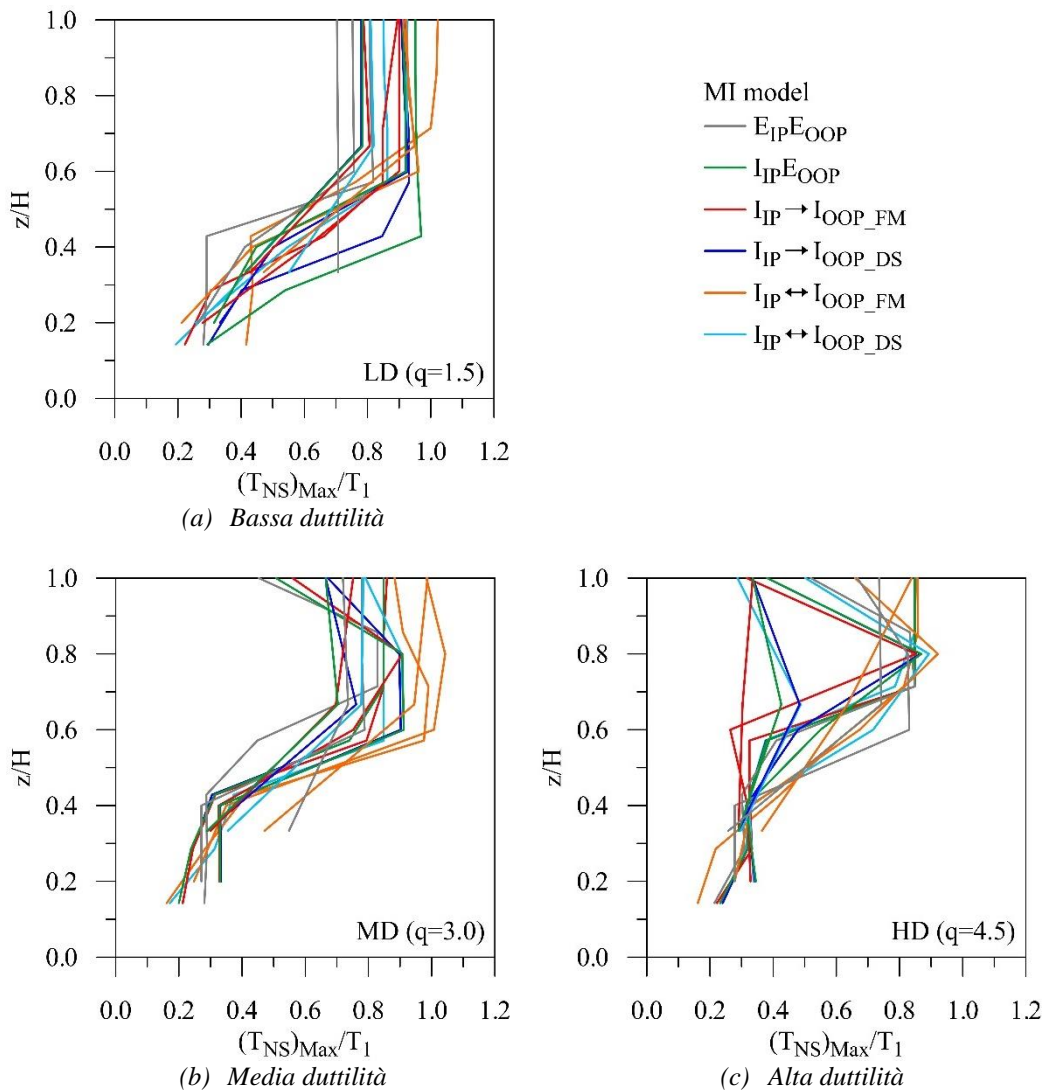 1.0
0.8
0.6
0.4
0.2
0.0
z/H
LD (q=1.5)
0.0 0.2 0.4 0.6 0.8 1.0 1.2
(T_NS)_Max/T_1
(a) Bassa duttilità
MI model
E_IP E_OOP
I_IP E_OOP
I_IP → I_OOP_FM
I_IP → I_OOP_DS
I_IP ↔ I_OOP_FM
I_IP ↔ I_OOP_DS
1.0
0.8
0.6
0.4
0.2
0.0
z/H
MD (q=3.0)
0.0 0.2 0.4 0.6 0.8 1.0 1.2
(T_NS)_Max/T_1
(b) Media duttilità
1.0
0.8
0.6
0.4
0.2
0.0
z/H
HD (q=4.5)
0.0 0.2 0.4 0.6 0.8 1.0 1.2
(T_NS)_Max/T_1
(c) Alta duttilità